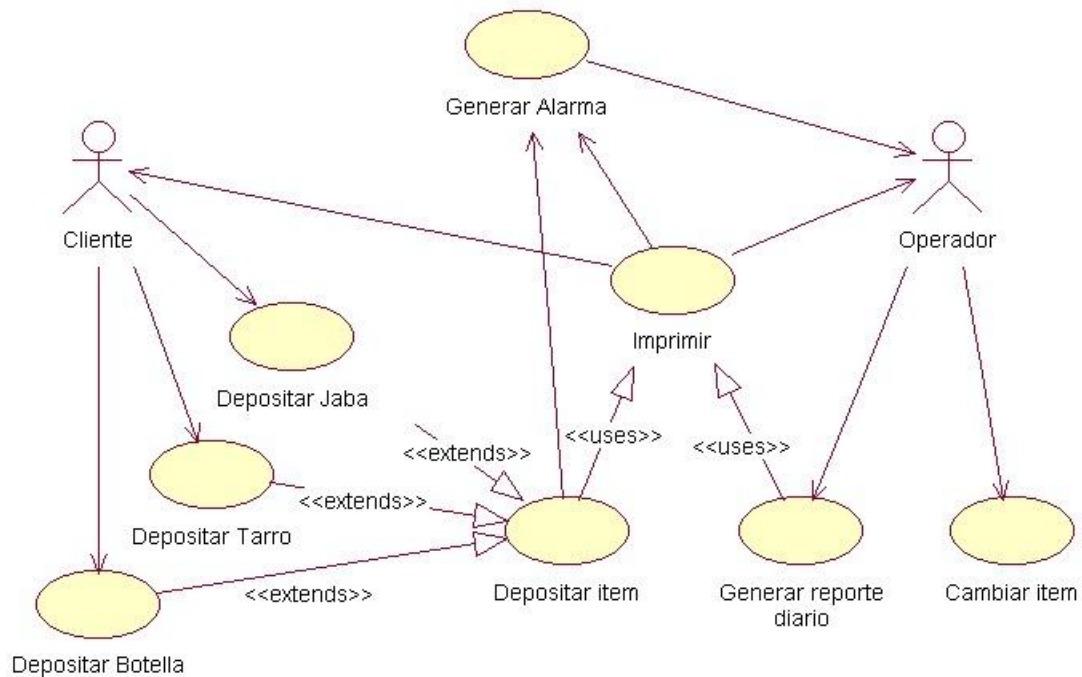 Generar Alarma
Cliente
Operador
Imprimir
Depositar Jaba
<<extends>>
<<uses>>
<<uses>>
<<extends>>
Depositar Tarro
<<extends>>
Depositar item
Generar reporte
diario
Cambiar item
Depositar Botella